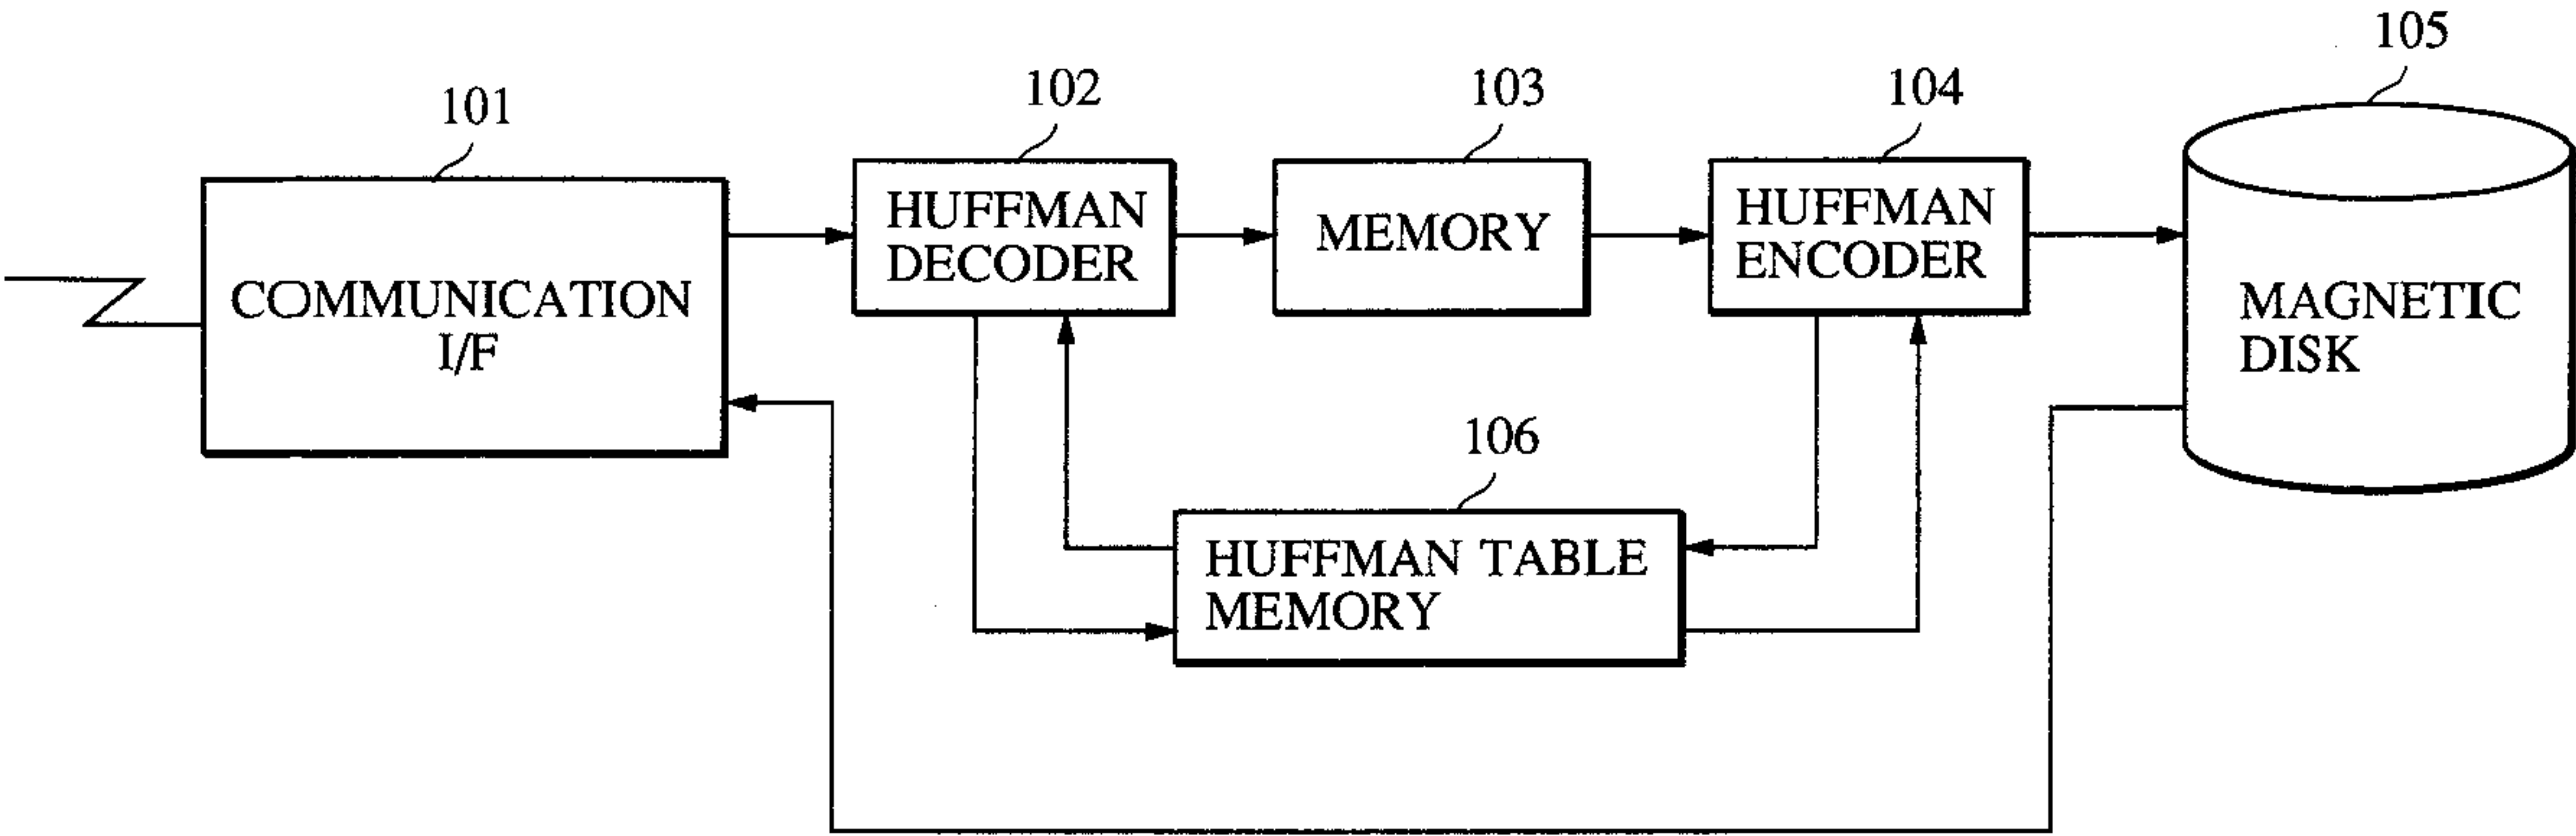 105
102
103
104
101
HUFFMAN
DECODER
MEMORY
HUFFMAN
ENCODER
COMMUNICATION
I/F
MAGNETIC
DISK
106
HUFFMAN TABLE
MEMORY